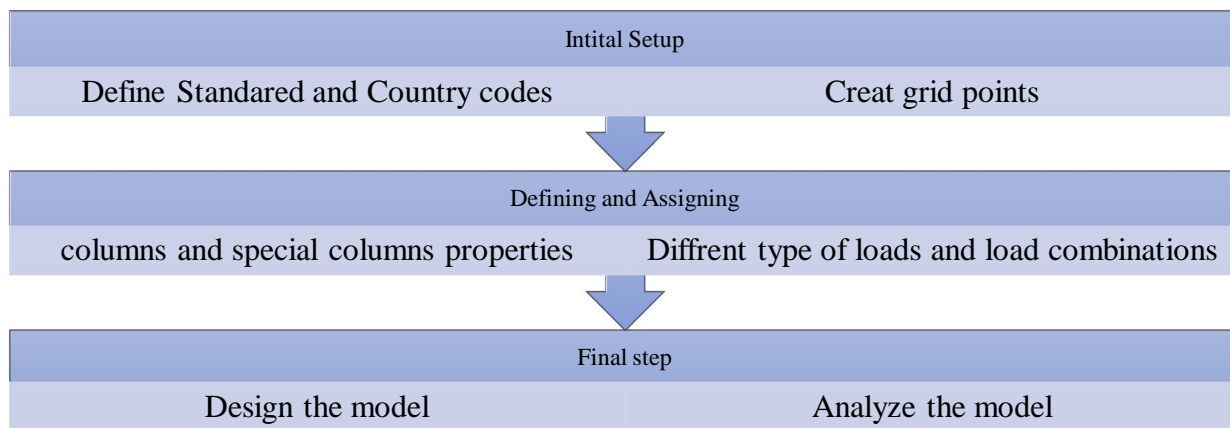 Intital Setup
Define Standared and Country codes
Creat grid points
Defining and Assigning
columns and special columns properties
Diffrent type of loads and load combinations
Final step
Design the model
Analyze the model